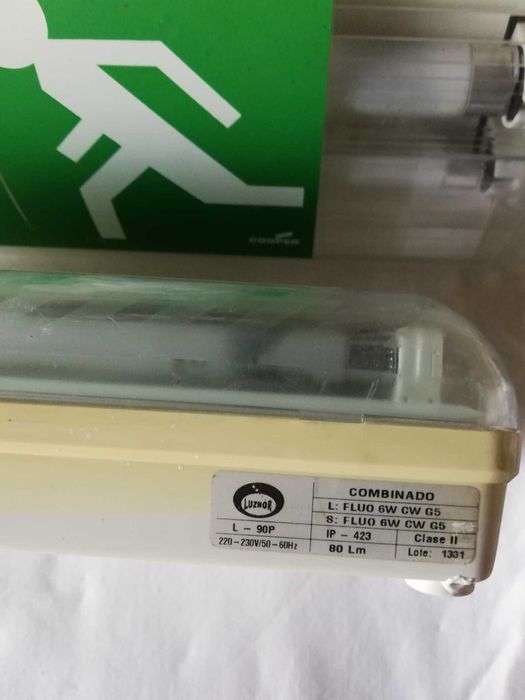 COOPER
LUZNOR
COMBINADO
L: FLUO 6W CW G5
S: FLUO 6W CW G5
L - 90P
IP - 423
Clase II
220-230V/50-60Hz
80 Lm
Lote: 1301